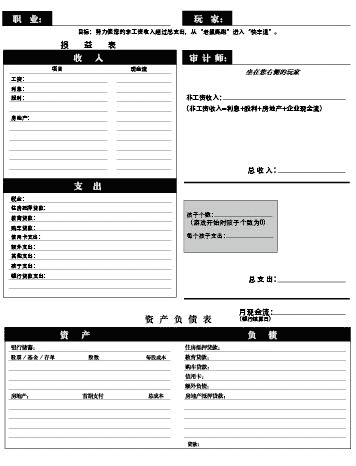 职 业:
玩 家:
目标: 努力使您的非工资收入超过总支出, 从“老鼠赛跑”进入“快车道”。
损 益 表
收 入
项目 现金流
工资:
利息:
股利:
房地产:
审计师:
坐在您右侧的玩家
非工资收入:
(非工资收入=利息+股利+房地产+企业现金流)
总收入:
支 出
税金:
住房抵押贷款:
教育贷款:
购车贷款:
信用卡支出:
额外支出:
其他支出:
孩子支出:
银行贷款支出:
孩子个数:
(游戏开始时孩子个数为0)
每个孩子支出:
总支出:
月现金流:
资 产 负 债 表
资 产
银行储蓄:
股票/基金/存单 股数 每股成本
房地产: 首期支付 总成本
负 债
住房抵押贷款:
教育贷款:
购车贷款:
信用卡:
额外负债:
房地产抵押贷款:
贷款: